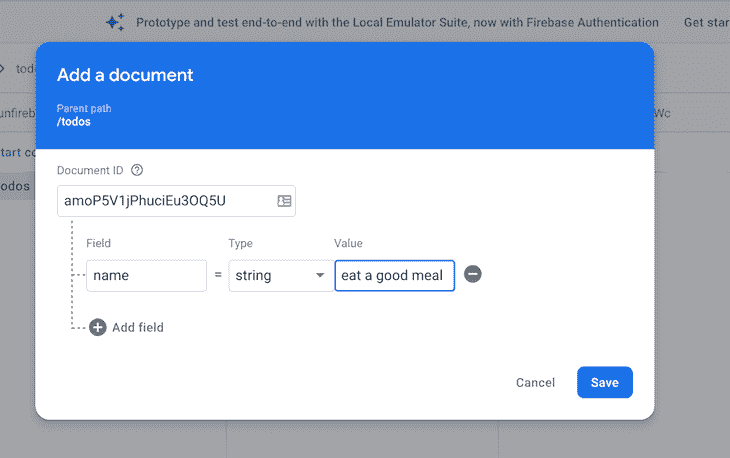 Prototype and test end-to-end with the Local Emulator Suite, now with Firebase Authentication Get star
Add a document
Parent path
/todos
Document ID
amoP5V1jPhuciEu3OQ5U
Field Type Value
name = string eat a good meal
Add field
Cancel Save
> tod
unfireb
Wc
tart co
odos